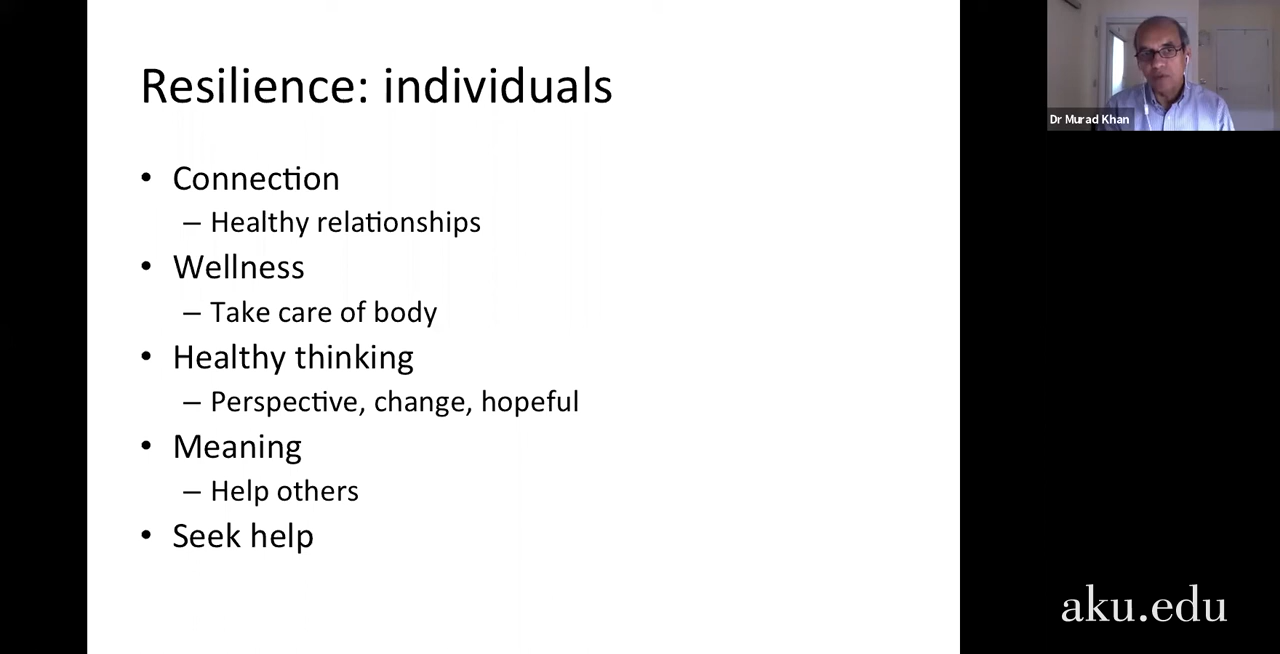 Resilience: individuals
• Connection
– Healthy relationships
• Wellness
– Take care of body
• Healthy thinking
– Perspective, change, hopeful
• Meaning
– Help others
• Seek help
Dr Murad Khan
aku.edu